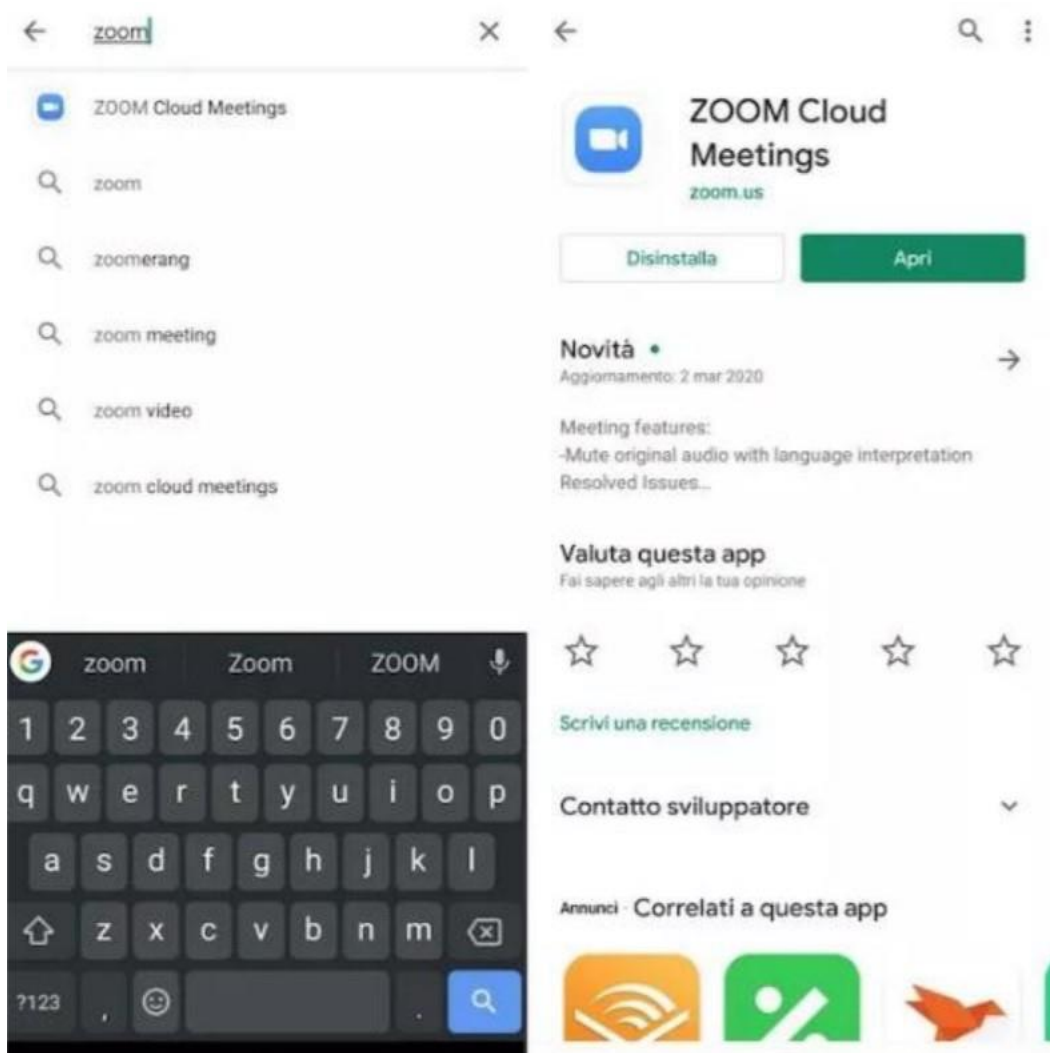 zoom
ZOOM Cloud Meetings
zoom
zoomerang
zoom meeting
zoom video
zoom cloud meetings
zoom Zoom ZOOM
1 2 3 4 5 6 7 8 9 0
q w e r t y u i o p
a s d f g h j k l
z x c v b n m
?123 , .
ZOOM Cloud
Meetings
zoom.us
Disinstalla Apri
Novità
Aggiornamento: 2 mar 2020
Meeting features:
-Mute original audio with language interpretation
Resolved Issues...
Valuta questa app
Fai sapere agli altri la tua opinione
Scrivi una recensione
Contatto sviluppatore
Annunci · Correlati a questa app